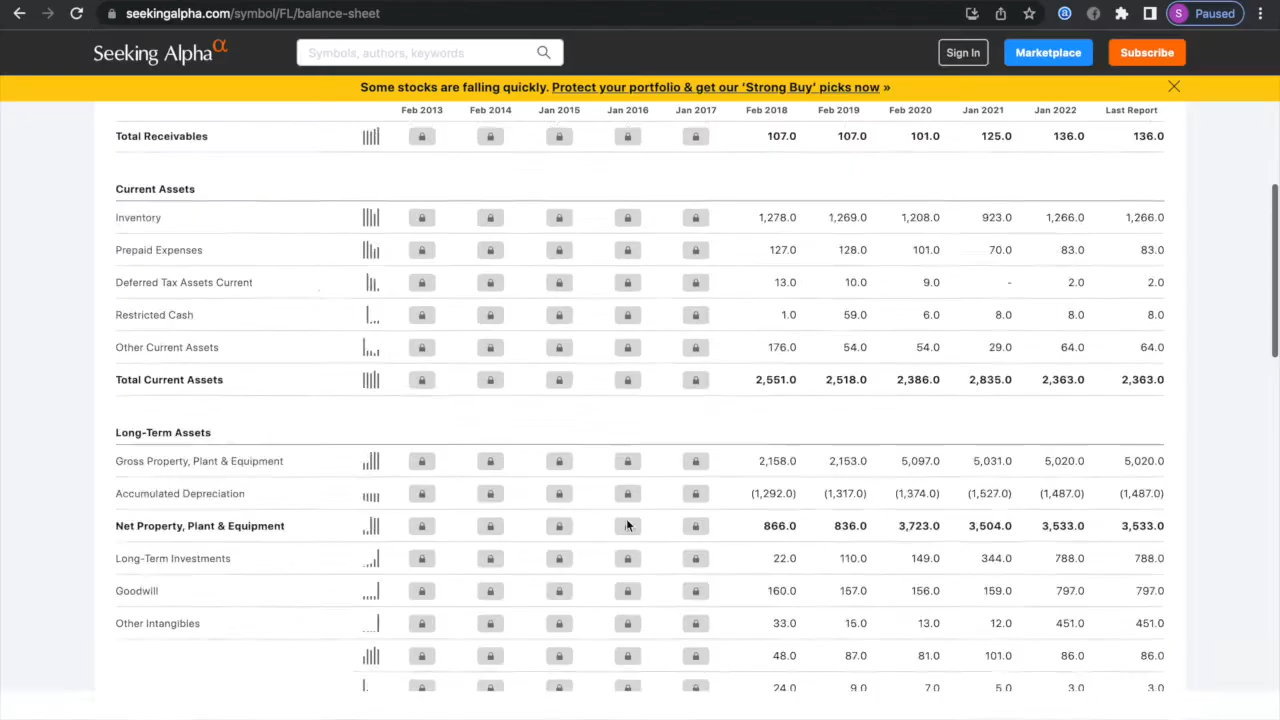 seekingalpha.com/symbol/FL/balance-sheet S Paused
Seeking Alpha α Symbols, authors, keywords Sign In Marketplace Subscribe
Some stocks are falling quickly. Protect your portfolio & get our 'Strong Buy' picks now »
Feb 2013 Feb 2014 Jan 2015 Jan 2016 Jan 2017 Feb 2018 Feb 2019 Feb 2020 Jan 2021 Jan 2022 Last Report
Total Receivables 107.0 107.0 101.0 125.0 136.0 136.0
Current Assets
Inventory 1,278.0 1,269.0 1,208.0 923.0 1,266.0 1,266.0
Prepaid Expenses 127.0 128.0 101.0 70.0 83.0 83.0
Deferred Tax Assets Current 13.0 10.0 9.0 - 2.0 2.0
Restricted Cash 1.0 59.0 6.0 8.0 8.0 8.0
Other Current Assets 176.0 54.0 54.0 29.0 64.0 64.0
Total Current Assets 2,551.0 2,518.0 2,386.0 2,835.0 2,363.0 2,363.0
Long-Term Assets
Gross Property, Plant & Equipment 2,158.0 2,153.0 5,097.0 5,031.0 5,020.0 5,020.0
Accumulated Depreciation (1,292.0) (1,317.0) (1,374.0) (1,527.0) (1,487.0) (1,487.0)
Net Property, Plant & Equipment 866.0 836.0 3,723.0 3,504.0 3,533.0 3,533.0
Long-Term Investments 22.0 110.0 149.0 344.0 788.0 788.0
Goodwill 160.0 157.0 156.0 159.0 797.0 797.0
Other Intangibles 33.0 15.0 13.0 12.0 451.0 451.0
48.0 87.0 81.0 101.0 86.0 86.0
24.0 9.0 7.0 5.0 3.0 3.0